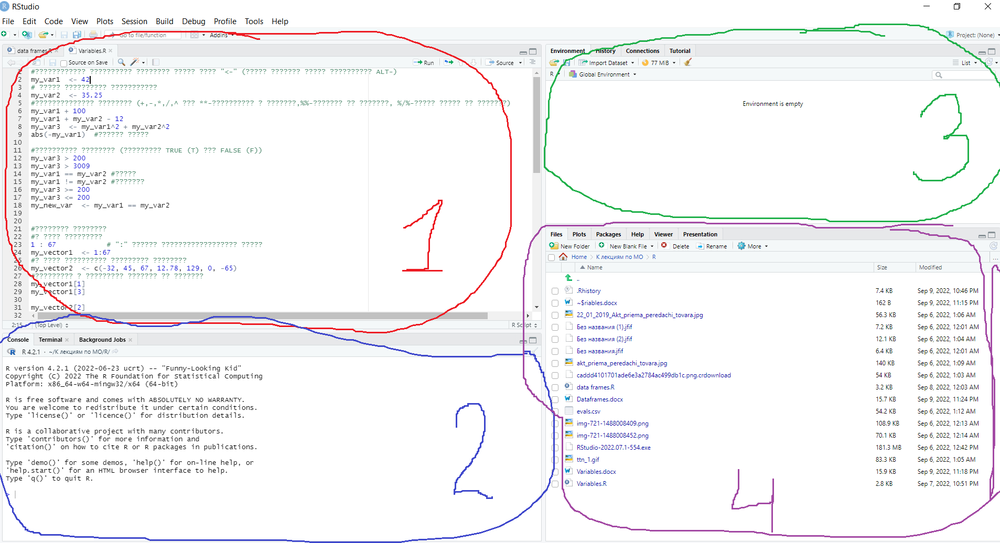 RStudio
File Edit Code View Plots Session Build Debug Profile Tools Help
Go to file/function Addins Project: (None)
data frames.R Variables.R
Source on Save Run Source
1 #???????????? ?????????? ???????? ????? ???? "<-" (????? ??????? ????? ?????????? ALT-)
2 my_var1 <- 42
3 # ????? ?????????? ???????????
4 my_var2 <- 35.25
5 #?????????????? ???????? (+,-,*,/,^ ??? **-?????????? ? ???????,%%-??????? ?? ???????, %/%-????? ????? ?? ???????)
6 my_var1 + 100
7 my_var1 + my_var2 - 12
8 my_var3 <- my_var1^2 + my_var2^2
9 abs(-my_var1) #?????? ?????
10
11 #?????????? ???????? (????????? TRUE (T) ??? FALSE (F))
12 my_var3 > 200
13 my_var3 > 3009
14 my_var1 == my_var2 #?????
15 my_var1 != my_var2 #???????
16 my_var3 >= 200
17 my_var3 <= 200
18 my_new_var <- my_var1 == my_var2
19
20
21 #???????? ????????
22 #? ???? ?????????
23 1 : 67 # ":" ?????? ?????????????????? ?????
24 my_vector1 <- 1:67
25 #? ???? ?????????? ????????? ????????
26 my_vector2 <- c(-32, 45, 67, 12.78, 129, 0, -65)
27 #????????? ? ????????? ??????? ?? ???????
28 my_vector1[1]
29 my_vector1[3]
30
31 my_vector2[2]
32
2:15 (Top Level) R Script
1
Console Terminal Background Jobs
R 4.2.1 · ~/К лекциям по МО/R/
R version 4.2.1 (2022-06-23 ucrt) -- "Funny-Looking Kid"
Copyright (C) 2022 The R Foundation for Statistical Computing
Platform: x86_64-w64-mingw32/x64 (64-bit)
R is free software and comes with ABSOLUTELY NO WARRANTY.
You are welcome to redistribute it under certain conditions.
Type 'license()' or 'licence()' for distribution details.
R is a collaborative project with many contributors.
Type 'contributors()' for more information and
'citation()' on how to cite R or R packages in publications.
Type 'demo()' for some demos, 'help()' for on-line help, or
'help.start()' for an HTML browser interface to help.
Type 'q()' to quit R.
>
2
Environment History Connections Tutorial
Import Dataset 77 MiB List
R Global Environment
Environment is empty
3
Files Plots Packages Help Viewer Presentation
New Folder New Blank File Delete Rename More
Home К лекциям по МО R ...
Name Size Modified
..
.Rhistory 7.4 KB Sep 9, 2022, 10:46 PM
~$riables.docx 162 B Sep 9, 2022, 11:15 PM
22_01_2019_Akt_priema_peredachi_tovara.jpg 56.3 KB Sep 6, 2022, 1:06 AM
Без названия (1).jfif 7.2 KB Sep 6, 2022, 12:01 AM
Без названия (2).jfif 12.1 KB Sep 6, 2022, 1:04 AM
Без названия.jfif 6.4 KB Sep 6, 2022, 12:01 AM
akt_priema_peredachi_tovara.jpg 140 KB Sep 6, 2022, 1:09 AM
caddd4101701ade6e3a2784ac499db1c.png.crdownload 54 KB Sep 6, 2022, 1:03 AM
data frames.R 3.2 KB Sep 8, 2022, 12:03 AM
Dataframes.docx 15.7 KB Sep 9, 2022, 11:24 PM
evals.csv 54.2 KB Sep 6, 2022, 1:12 AM
img-721-1488008409.png 108.9 KB Sep 6, 2022, 12:13 AM
img-721-1488008452.png 70.1 KB Sep 6, 2022, 12:14 AM
RStudio-2022.07.1-554.exe 181.3 MB Sep 6, 2022, 12:42 PM
ttn_1.gif 83.3 KB Sep 6, 2022, 1:05 AM
Variables.docx 15.9 KB Sep 9, 2022, 11:18 PM
Variables.R 2.8 KB Sep 7, 2022, 10:51 PM
4